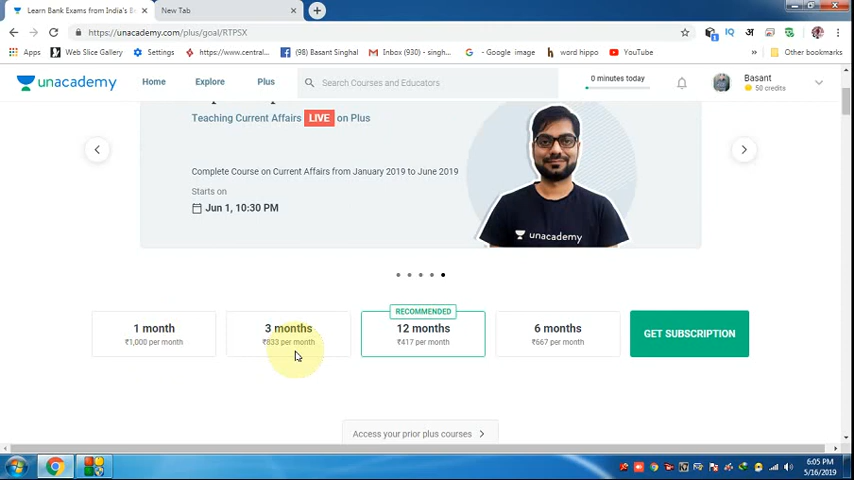 Learn Bank Exams from India's B
New Tab
https://unacademy.com/plus/goal/RTPSX
Apps
Web Slice Gallery
Settings
https://www.central...
(98) Basant Singhal
Inbox (930) - singh...
- Google image
word hippo
YouTube
»
Other bookmarks
unacademy
Home
Explore
Plus
Search Courses and Educators
0 minutes today
Basant
50 credits
Teaching Current Affairs LIVE on Plus
Complete Course on Current Affairs from January 2019 to June 2019
Starts on
Jun 1, 10:30 PM
unacademy
RECOMMENDED
1 month
₹1,000 per month
3 months
₹833 per month
12 months
₹417 per month
6 months
₹667 per month
GET SUBSCRIPTION
Access your prior plus courses
6:05 PM
5/16/2019